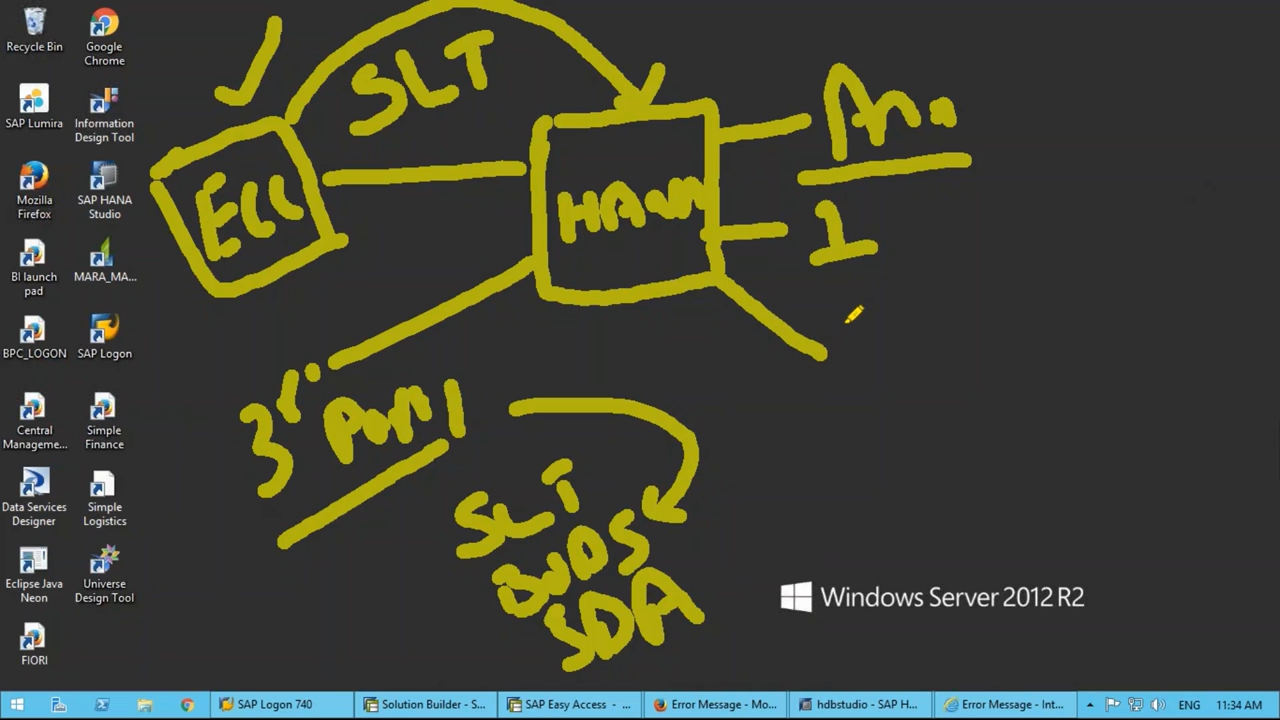 Recycle Bin
Google Chrome
SAP Lumira
Information Design Tool
Mozilla Firefox
SAP HANA Studio
BI launch pad
MARA_MA...
BPC_LOGON
SAP Logon
Central Manageme...
Simple Finance
Data Services Designer
Simple Logistics
Eclipse Java Neon
Universe Design Tool
FIORI
SLT
ECC
HANA
3rd
SLT
BODS
SDA
Windows Server 2012 R2
SAP Logon 740
Solution Builder - S...
SAP Easy Access - ...
Error Message - Mo...
hdbstudio - SAP H...
Error Message - Int...
ENG
11:34 AM